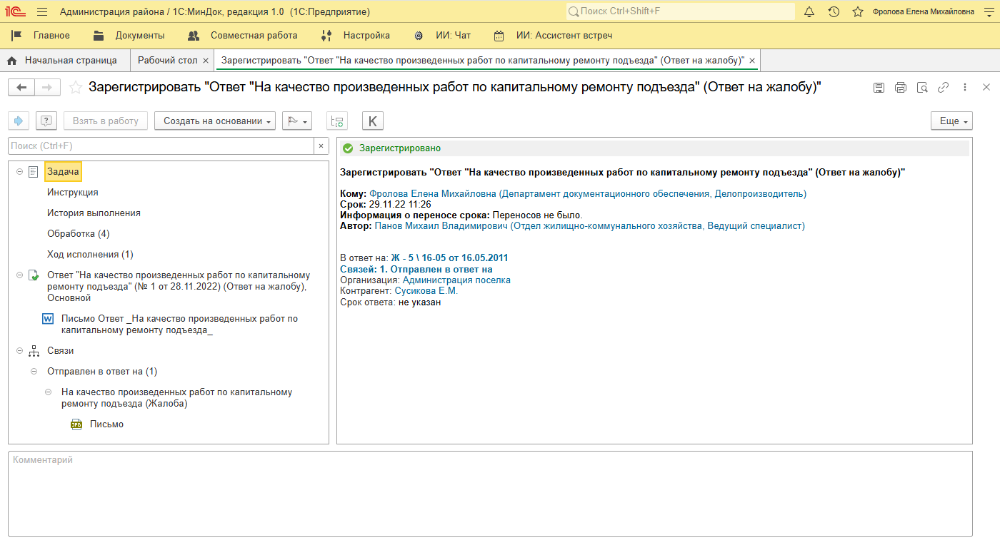 1С Администрация района / 1С:МинДок, редакция 1.0 (1С:Предприятие) Поиск Ctrl+Shift+F Фролова Елена Михайловна
Главное Документы Совместная работа Настройка ИИ: Чат ИИ: Ассистент встреч
Начальная страница Рабочий стол × Зарегистрировать "Ответ "На качество произведенных работ по капитальному ремонту подъезда" (Ответ на жалобу)" ×
Зарегистрировать "Ответ "На качество произведенных работ по капитальному ремонту подъезда" (Ответ на жалобу)"
? Взять в работу Создать на основании K Еще
Поиск (Ctrl+F) ×
Задача
Инструкция
История выполнения
Обработка (4)
Ход исполнения (1)
Ответ "На качество произведенных работ по капитальному
ремонту подъезда" (№ 1 от 28.11.2022) (Ответ на жалобу),
Основной
W Письмо Ответ _На качество произведенных работ по
капитальному ремонту подъезда_
Связи
Отправлен в ответ на (1)
На качество произведенных работ по капитальному
ремонту подъезда (Жалоба)
JPG Письмо
Зарегистрировано
Зарегистрировать "Ответ "На качество произведенных работ по капитальному ремонту подъезда" (Ответ на жалобу)"
Кому: Фролова Елена Михайловна (Департамент документационного обеспечения, Делопроизводитель)
Срок: 29.11.22 11:26
Информация о переносе срока: Переносов не было.
Автор: Панов Михаил Владимирович (Отдел жилищно-коммунального хозяйства, Ведущий специалист)
В ответ на: Ж - 5 \ 16-05 от 16.05.2011
Связей: 1. Отправлен в ответ на
Организация: Администрация поселка
Контрагент: Сусикова Е.М.
Срок ответа: не указан
Комментарий